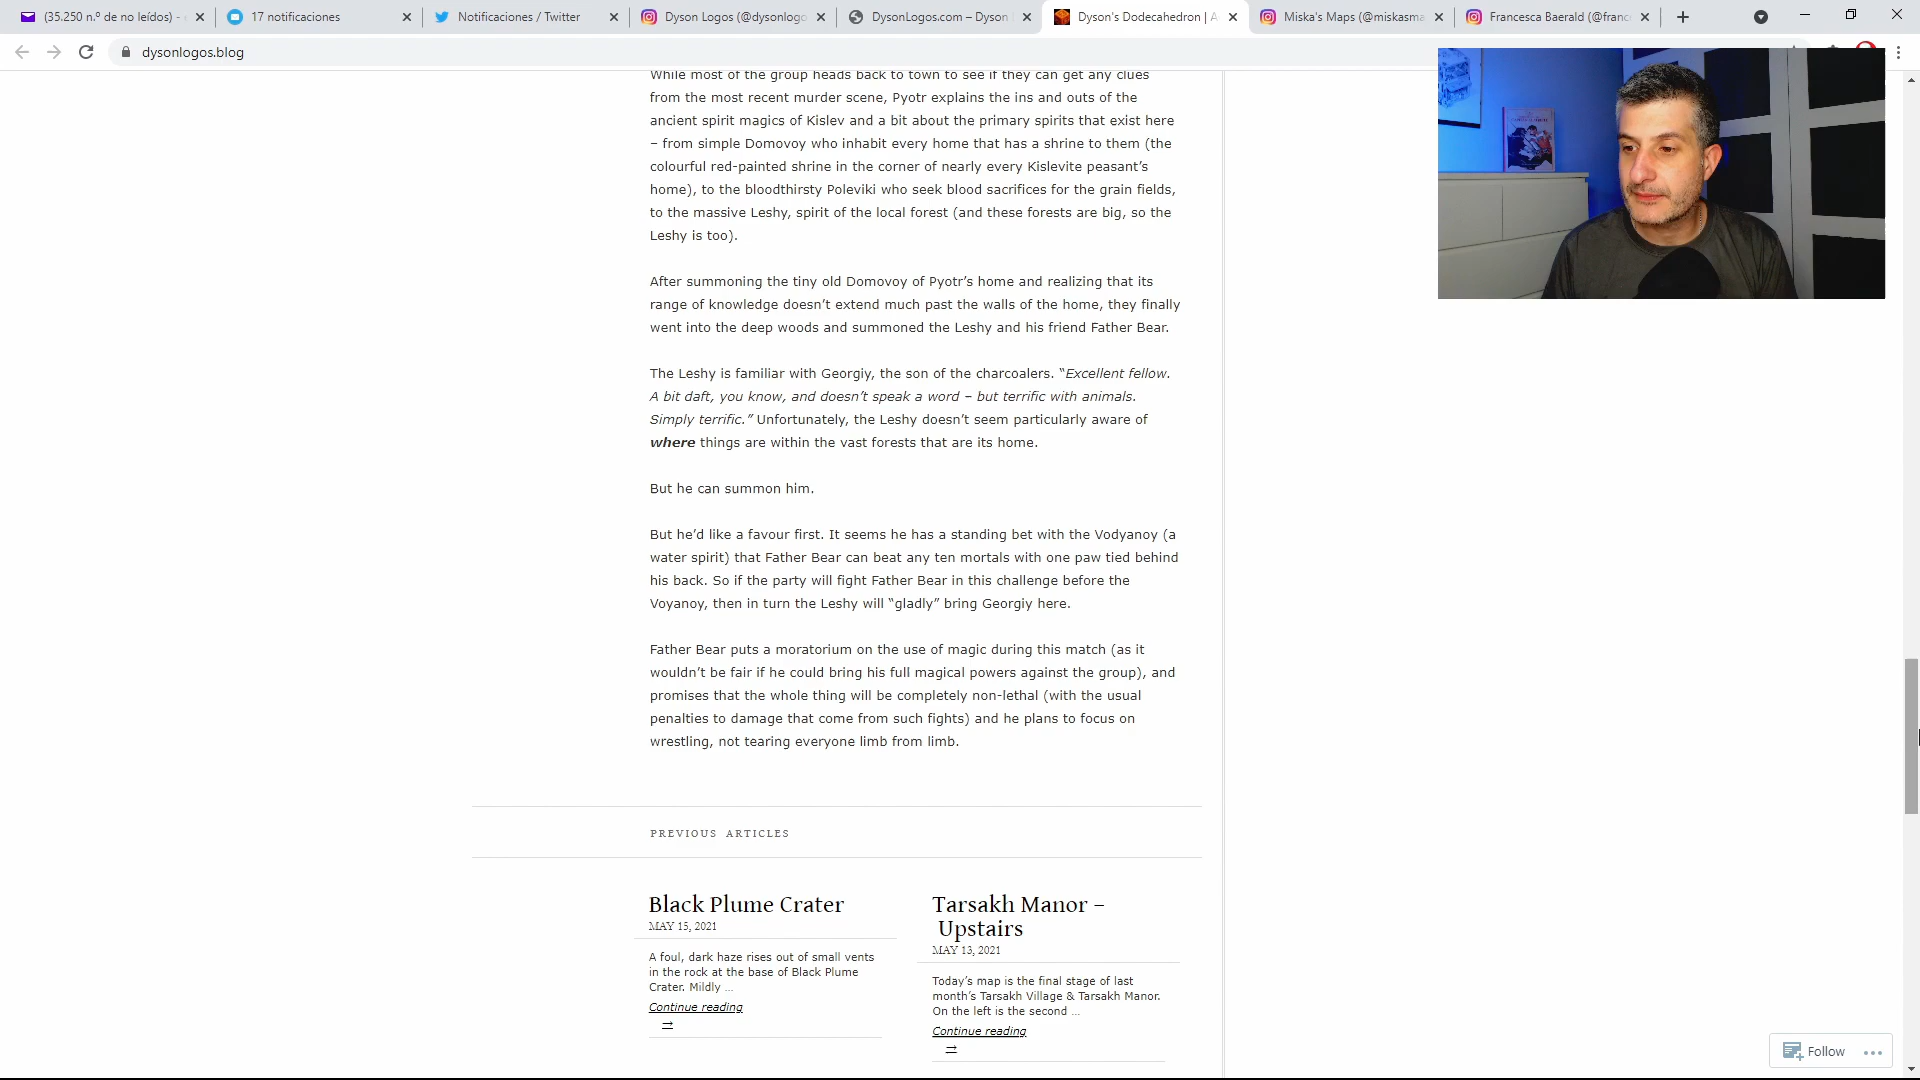 (35.250 n.º de no leídos) -
17 notificaciones
Notificaciones / Twitter
Dyson Logos (@dysonlogo
DysonLogos.com – Dyson
Dyson's Dodecahedron | A
Miska's Maps (@miskasma
Francesca Baerald (@franc
dysonlogos.blog
While most of the group heads back to town to see if they can get any clues
from the most recent murder scene, Pyotr explains the ins and outs of the
ancient spirit magics of Kislev and a bit about the primary spirits that exist here
– from simple Domovoy who inhabit every home that has a shrine to them (the
colourful red-painted shrine in the corner of nearly every Kislevite peasant's
home), to the bloodthirsty Poleviki who seek blood sacrifices for the grain fields,
to the massive Leshy, spirit of the local forest (and these forests are big, so the
Leshy is too).
After summoning the tiny old Domovoy of Pyotr's home and realizing that its
range of knowledge doesn't extend much past the walls of the home, they finally
went into the deep woods and summoned the Leshy and his friend Father Bear.
The Leshy is familiar with Georgiy, the son of the charcoalers. “Excellent fellow.
A bit daft, you know, and doesn't speak a word – but terrific with animals.
Simply terrific.” Unfortunately, the Leshy doesn't seem particularly aware of
where things are within the vast forests that are its home.
But he can summon him.
But he'd like a favour first. It seems he has a standing bet with the Vodyanoy (a
water spirit) that Father Bear can beat any ten mortals with one paw tied behind
his back. So if the party will fight Father Bear in this challenge before the
Voyanoy, then in turn the Leshy will “gladly” bring Georgiy here.
Father Bear puts a moratorium on the use of magic during this match (as it
wouldn't be fair if he could bring his full magical powers against the group), and
promises that the whole thing will be completely non-lethal (with the usual
penalties to damage that come from such fights) and he plans to focus on
wrestling, not tearing everyone limb from limb.
PREVIOUS ARTICLES
Black Plume Crater
MAY 15, 2021
A foul, dark haze rises out of small vents
in the rock at the base of Black Plume
Crater. Mildly …
Continue reading
→
Tarsakh Manor –
Upstairs
MAY 13, 2021
Today's map is the final stage of last
month's Tarsakh Village & Tarsakh Manor.
On the left is the second …
Continue reading
→
Follow